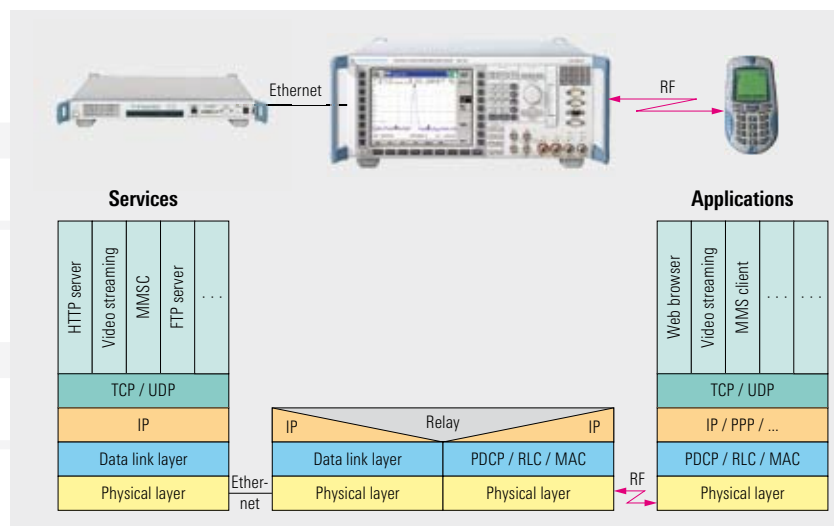 Ethernet
RF
Services
Applications
HTTP server
Video streaming
MMSC
FTP server
. . .
Web browser
Video streaming
MMS client
. . .
. . .
TCP / UDP
TCP / UDP
IP
IP
Relay
IP
IP / PPP / ...
Data link layer
Data link layer
PDCP / RLC / MAC
PDCP / RLC / MAC
Physical layer
Ether-
net
Physical layer
Physical layer
RF
Physical layer